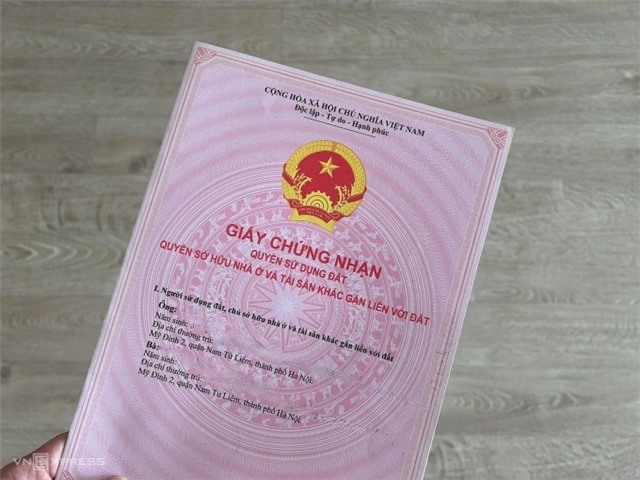 CỘNG HÒA XÃ HỘI CHỦ NGHĨA VIỆT NAM
Độc lập - Tự do - Hạnh phúc
GIẤY CHỨNG NHẬN
QUYỀN SỬ DỤNG ĐẤT
QUYỀN SỞ HỮU NHÀ Ở VÀ TÀI SẢN KHÁC GẮN LIỀN VỚI ĐẤT
I. Người sử dụng đất, chủ sở hữu nhà ở và tài sản khác gắn liền với đất
Ông:
Năm sinh:
Địa chỉ thường trú:
Mỹ Đình 2, quận Nam Từ Liêm, thành phố Hà Nội.
Bà:
Năm sinh:
Địa chỉ thường trú:
Mỹ Đình 2, quận Nam Từ Liêm, thành phố Hà Nội.
VNEXPRESS